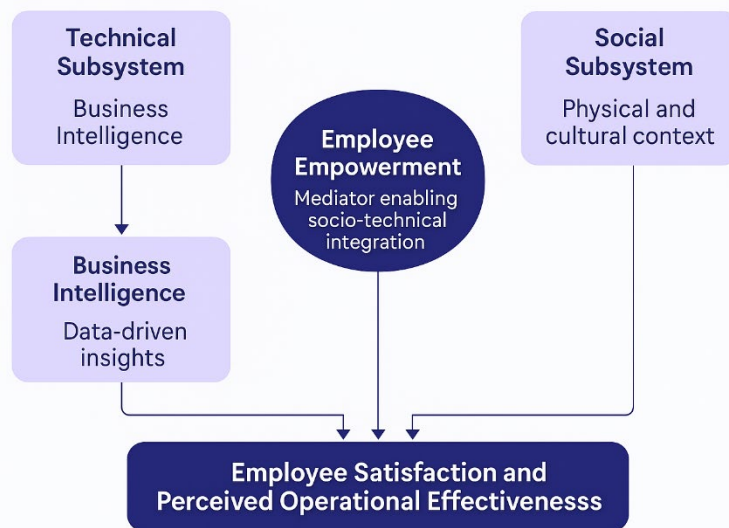 Technical
Subsystem
Business
Intelligence
Business
Intelligence
Data-driven
insights
Employee
Empowerment
Mediator enabling
socio-technical
integration
Social
Subsystem
Physical and
cultural context
Employee Satisfaction and
Perceived Operational Effectivenesss